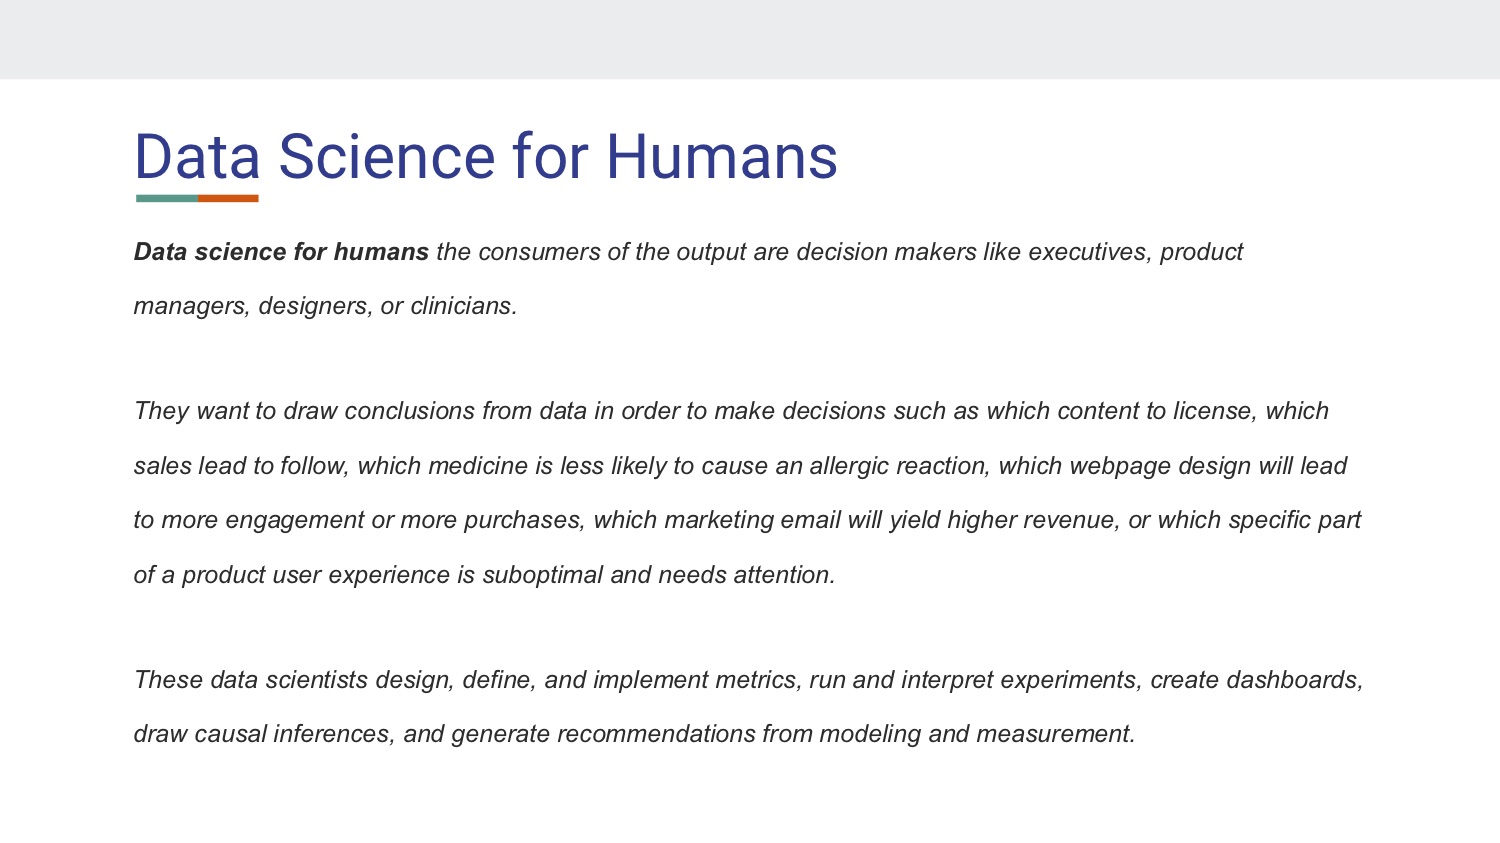 Data Science for Humans
Data science for humans the consumers of the output are decision makers like executives, product
managers, designers, or clinicians.
They want to draw conclusions from data in order to make decisions such as which content to license, which
sales lead to follow, which medicine is less likely to cause an allergic reaction, which webpage design will lead
to more engagement or more purchases, which marketing email will yield higher revenue, or which specific part
of a product user experience is suboptimal and needs attention.
These data scientists design, define, and implement metrics, run and interpret experiments, create dashboards,
draw causal inferences, and generate recommendations from modeling and measurement.